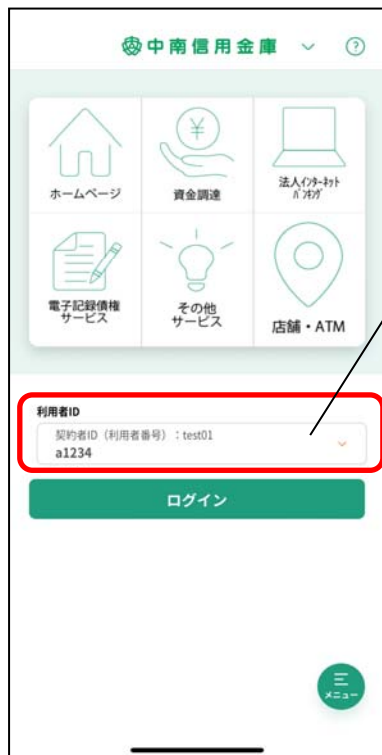 中南信用金庫
?
¥
ホームページ
資金調達
法人インターネット
バンキング
電子記録債権
サービス
その他
サービス
店舗・ATM
利用者ID
契約者ID（利用者番号）：test01
a1234
ログイン
メニュー